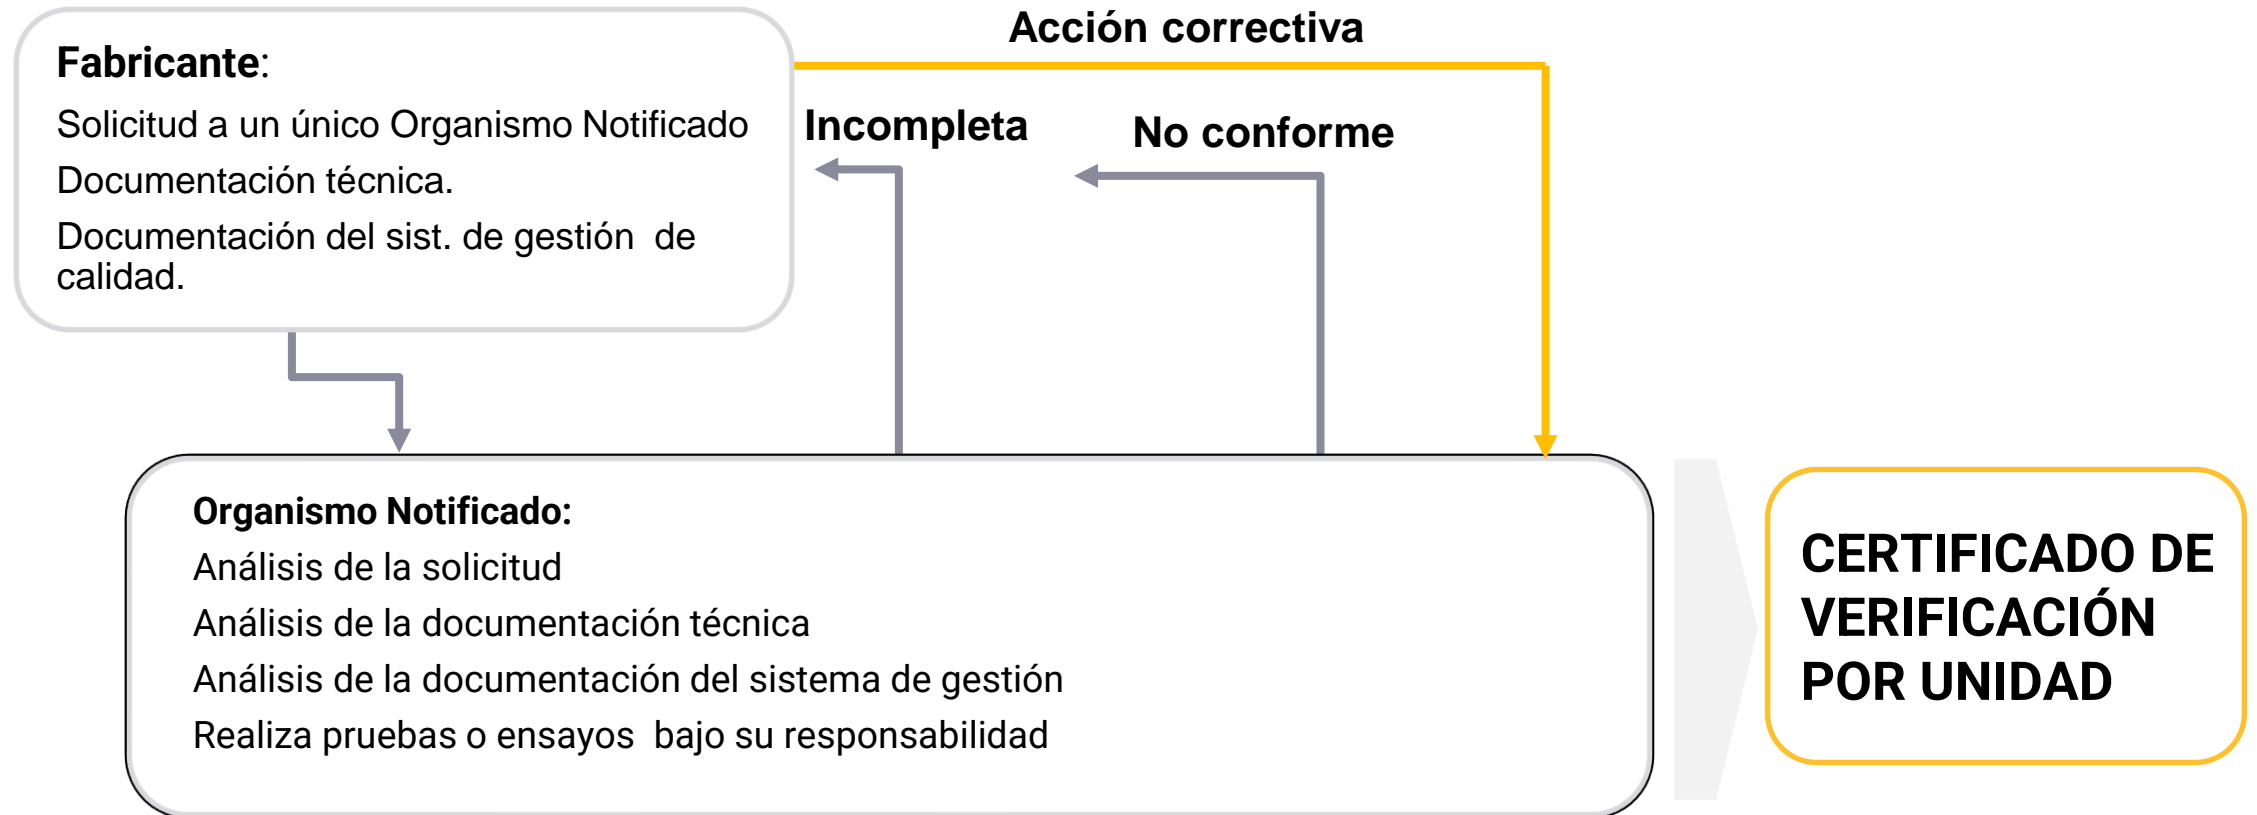 Acción correctiva
Fabricante:
Solicitud a un único Organismo Notificado
Documentación técnica.
Documentación del sist. de gestión  de
calidad.
Incompleta
No conforme
Organismo Notificado:
Análisis de la solicitud
Análisis de la documentación técnica
Análisis de la documentación del sistema de gestión
Realiza pruebas o ensayos  bajo su responsabilidad
CERTIFICADO DE
VERIFICACIÓN
POR UNIDAD